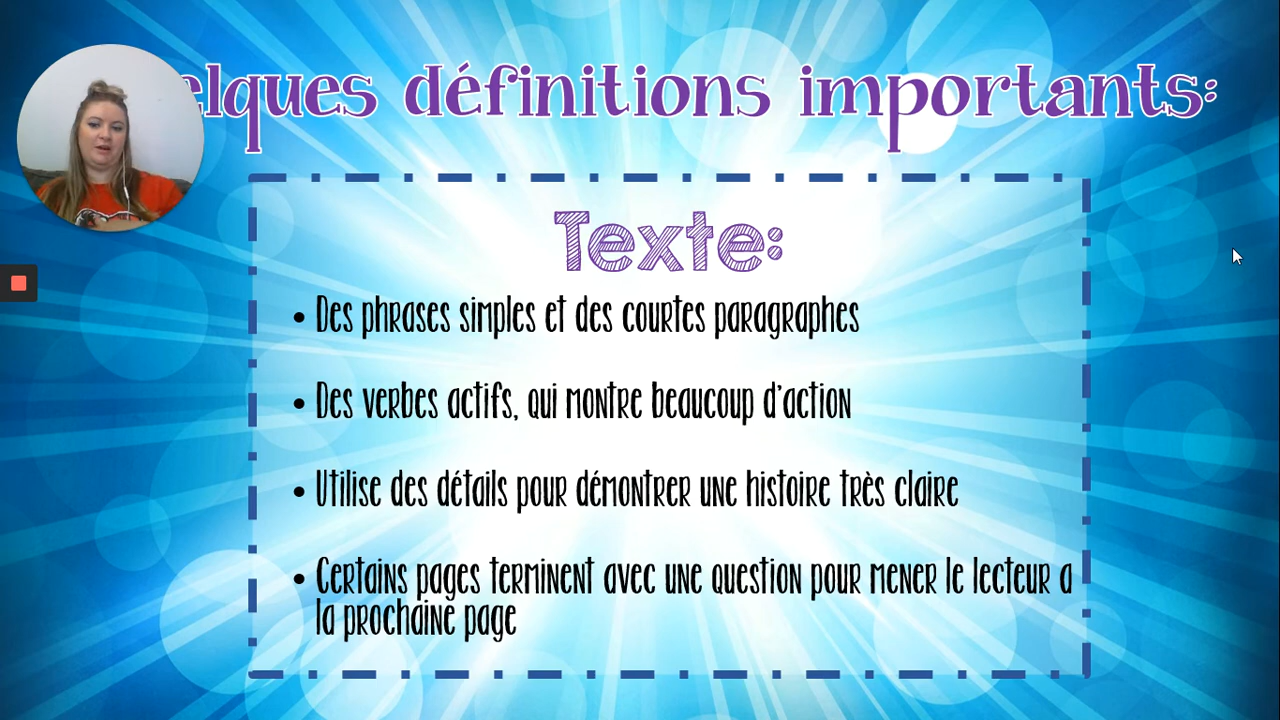 elques définitions importants:
Texte:
• Des phrases simples et des courtes paragraphes
• Des verbes actifs, qui montre beaucoup d'action
• Utilise des détails pour démontrer une histoire très claire
• Certains pages terminent avec une question pour mener le lecteur a
la prochaine page